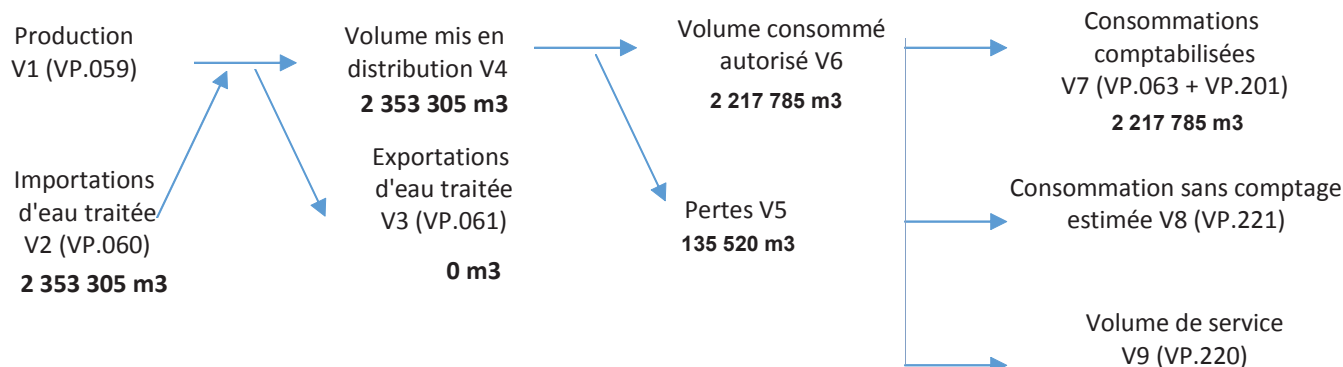 Production
V1 (VP.059)
Importations
d'eau traitée
V2 (VP.060)
2 353 305 m3
Volume mis en
distribution V4
2 353 305 m3
Exportations
d'eau traitée
V3 (VP.061)
0 m3
Volume consommé
autorisé V6
2 217 785 m3
Pertes V5
135 520 m3
Consommations
comptabilisées
V7 (VP.063 + VP.201)
2 217 785 m3
Consommation sans comptage
estimée V8 (VP.221)
Volume de service
V9 (VP.220)